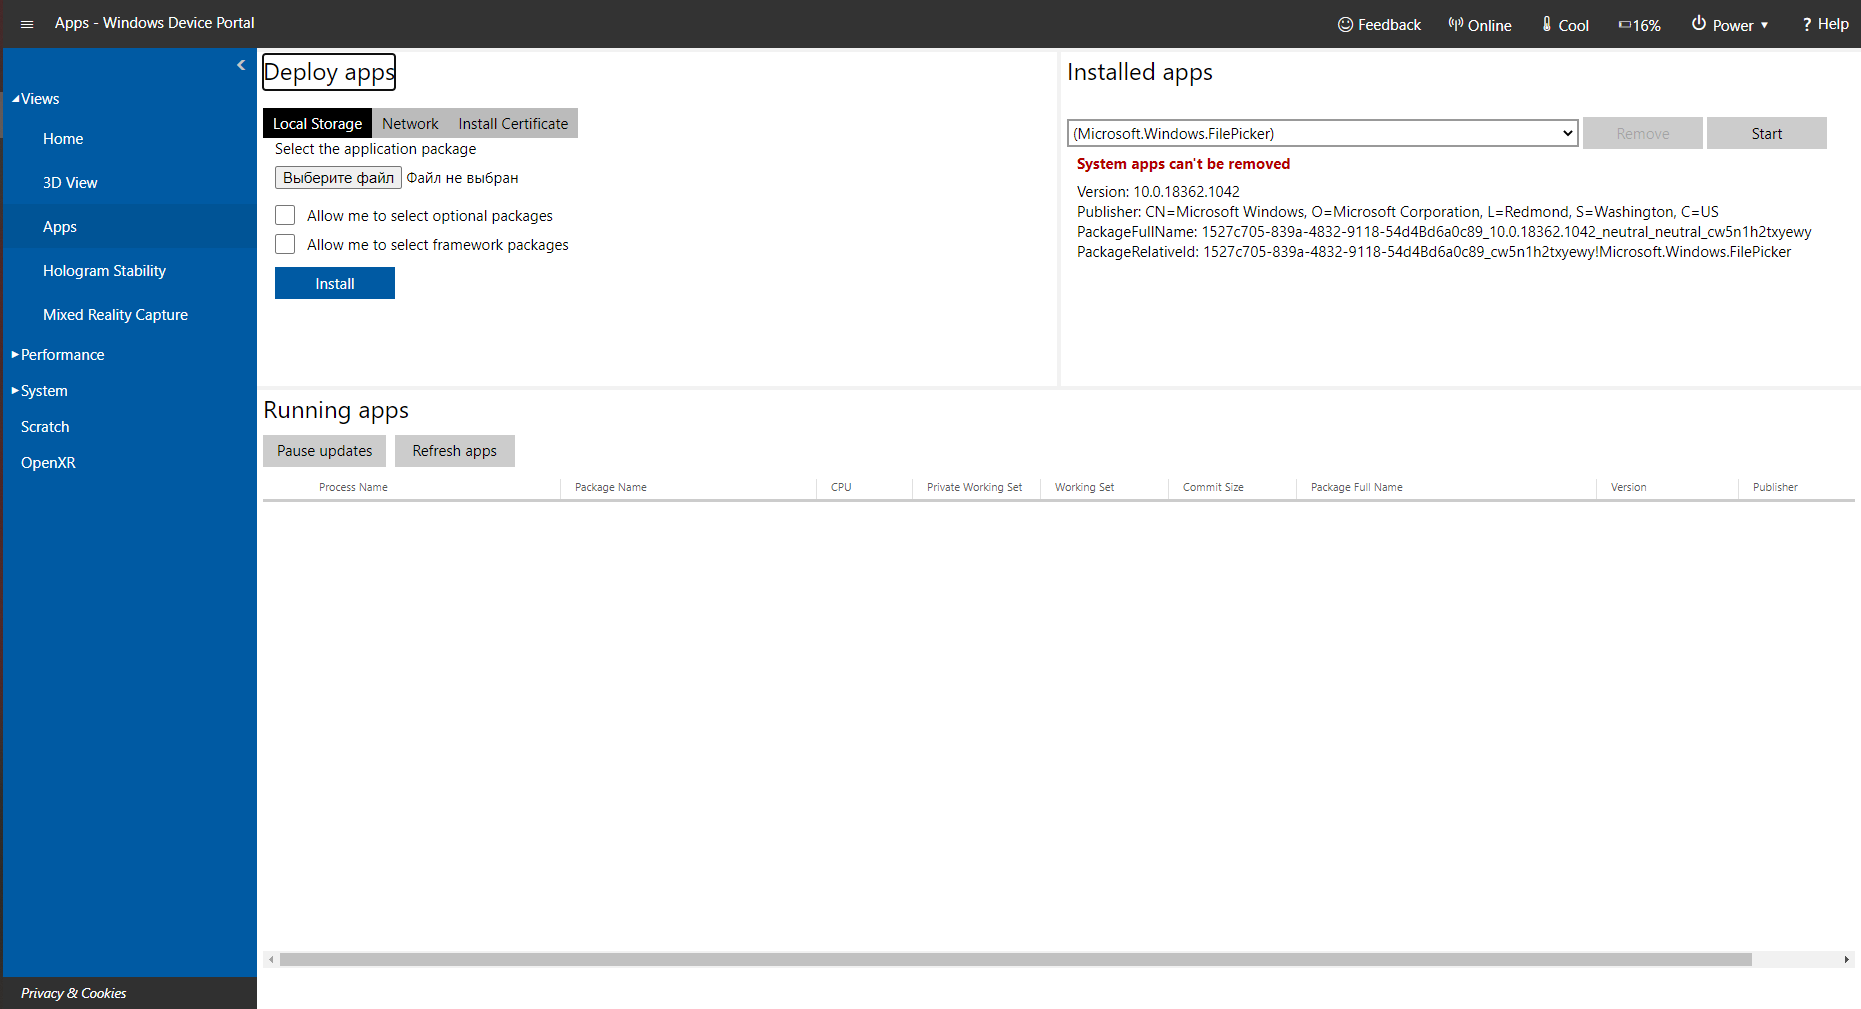 Apps - Windows Device Portal
Feedback
Online
Cool
16%
Power
? Help
Views
Home
3D View
Apps
Hologram Stability
Mixed Reality Capture
Performance
System
Scratch
OpenXR
Privacy & Cookies
Deploy apps
Local Storage Network Install Certificate
Select the application package
Выберите файл Файл не выбран
Allow me to select optional packages
Allow me to select framework packages
Install
Installed apps
(Microsoft.Windows.FilePicker)
Remove
Start
System apps can't be removed
Version: 10.0.18362.1042
Publisher: CN=Microsoft Windows, O=Microsoft Corporation, L=Redmond, S=Washington, C=US
PackageFullName: 1527c705-839a-4832-9118-54d4Bd6a0c89_10.0.18362.1042_neutral_neutral_cw5n1h2txyewy
PackageRelativeId: 1527c705-839a-4832-9118-54d4Bd6a0c89_cw5n1h2txyewy!Microsoft.Windows.FilePicker
Running apps
Pause updates
Refresh apps
Process Name Package Name CPU Private Working Set Working Set Commit Size Package Full Name Version Publisher